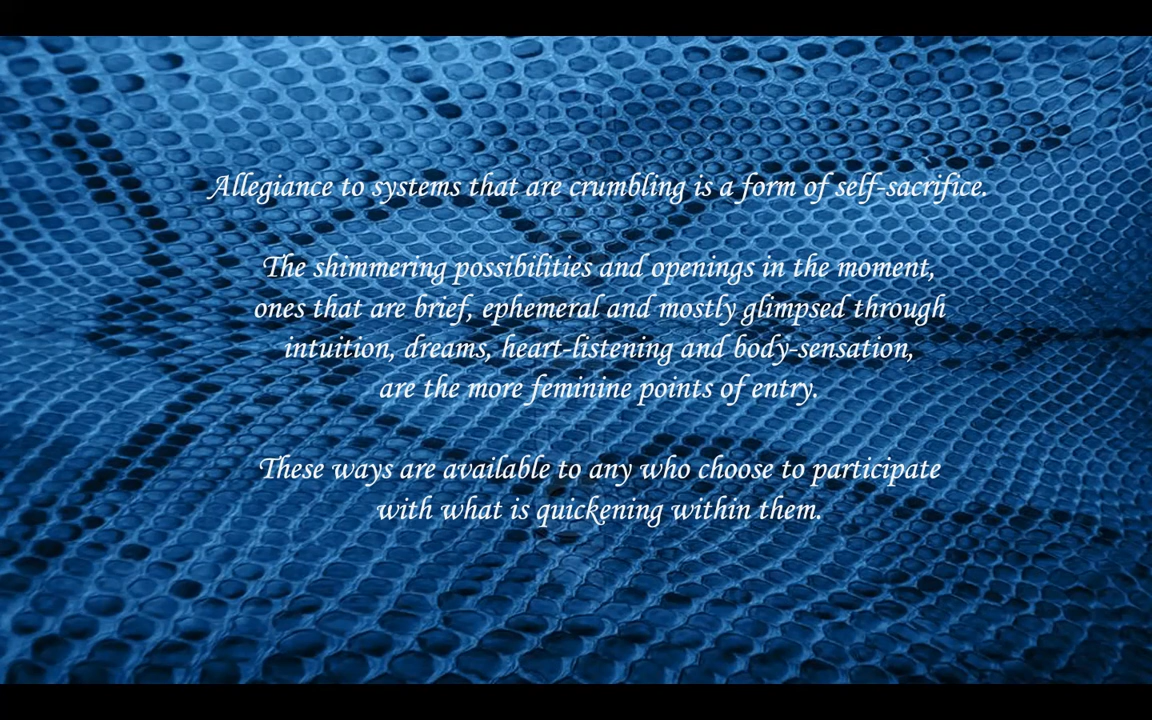 Allegiance to systems that are crumbling is a form of self-sacrifice.
The shimmering possibilities and openings in the moment,
ones that are brief, ephemeral and mostly glimpsed through
intuition, dreams, heart-listening and body-sensation,
are the more feminine points of entry.
These ways are available to any who choose to participate
with what is quickening within them.